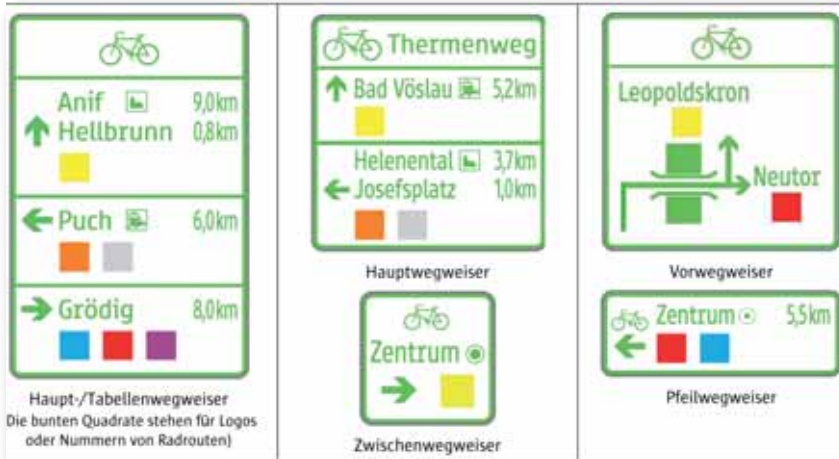 Anif 9,0km
Hellbrunn 0,8km
Puch 6,0km
Grödig 8,0km
Haupt-/Tabellenwegweiser
Die bunten Quadrate stehen für Logos
oder Nummern von Radrouten)
Thermenweg
Bad Vöslau 5,2km
Helenental 3,7km
Josefsplatz 1,0km
Hauptwegweiser
Zentrum
Zwischenwegweiser
Leopoldskron
Neutor
Vorwegweiser
Zentrum 5,5km
Pfeilwegweiser